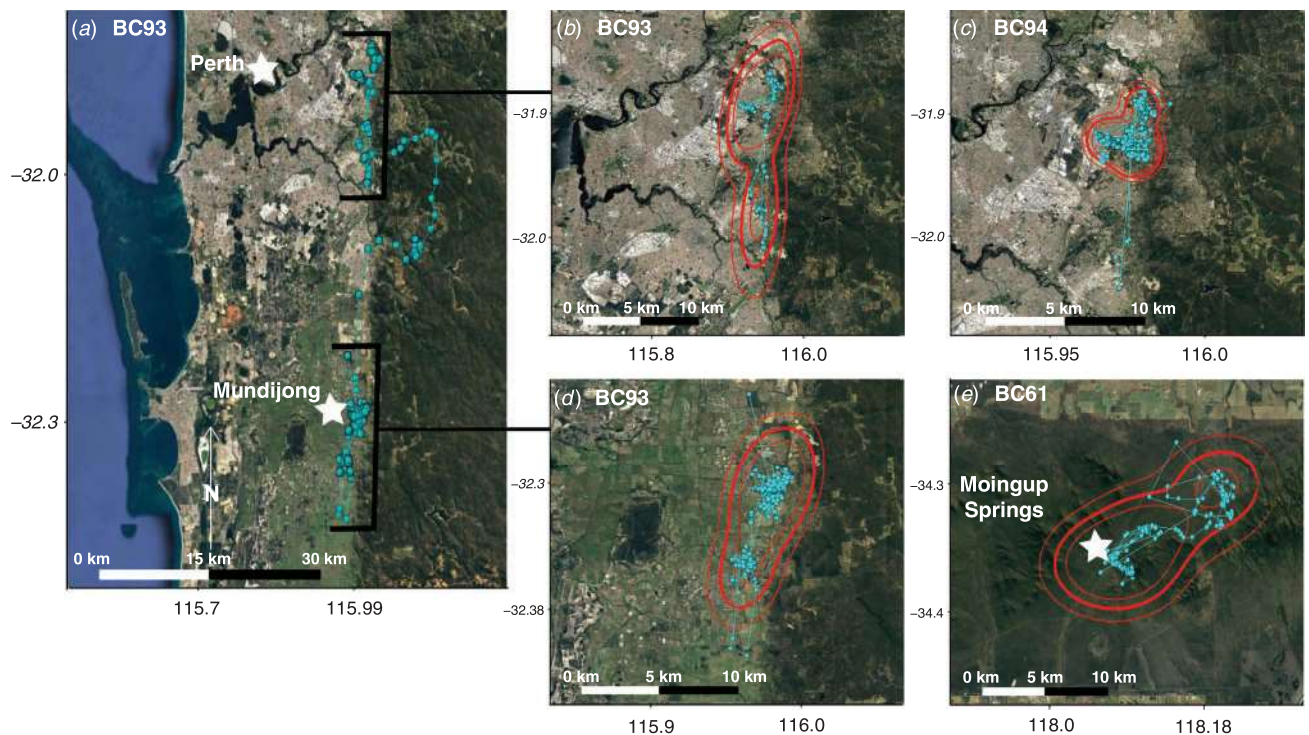 (a) BC93
Perth
Mundijong
N
0 km 15 km 30 km
−32.0
−32.3
115.7 115.99
(b) BC93
−31.9
−32.0
0 km 5 km 10 km
115.8 116.0
(c) BC94
−31.9
−32.0
0 km 5 km 10 km
115.95 116.0
(d) BC93
−32.3
−32.38
0 km 5 km 10 km
115.9 116.0
(e) BC61
Moingup
Springs
−34.3
−34.4
0 km 5 km 10 km
118.0 118.18